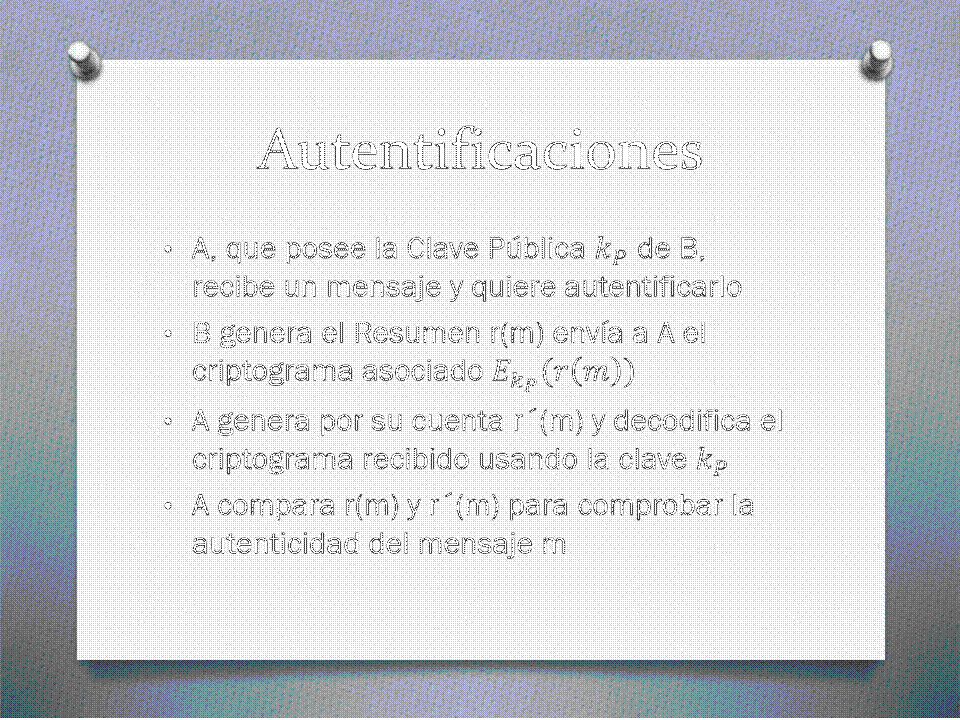 Autentificaciones
• A, que posee la Clave Pública k_P de B,
recibe un mensaje y quiere autentificarlo
• B genera el Resumen r(m) envía a A el
criptograma asociado E_{k_P}(r(m))
• A genera por su cuenta r´(m) y decodifica el
criptograma recibido usando la clave k_P
• A compara r(m) y r´(m) para comprobar la
autenticidad del mensaje m